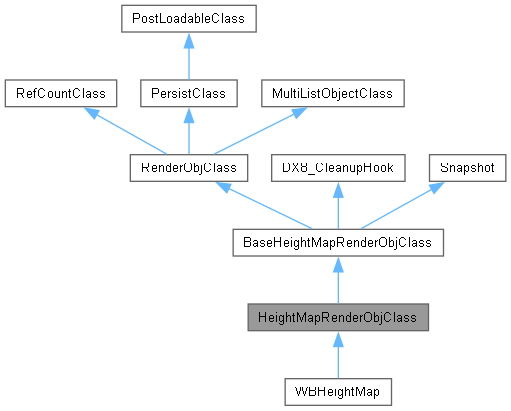 PostLoadableClass
RefCountClass
PersistClass
MultiListObjectClass
RenderObjClass
DX8_CleanupHook
Snapshot
BaseHeightMapRenderObjClass
HeightMapRenderObjClass
WBHeightMap